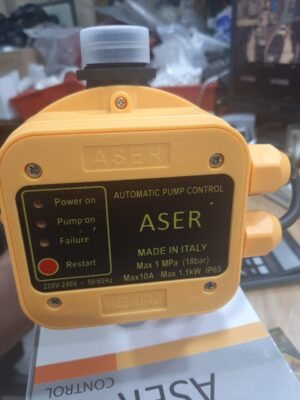 ASER
AUTOMATIC PUMP CONTROL
Power on
Pump on
Failure
Restart
220V-240V ~ 50/60Hz
ASER
MADE IN ITALY
Max 1 MPa (18bar)
Max10A Max 1.1kW IP65
MADE IN ITALY
ASER
CONTROL